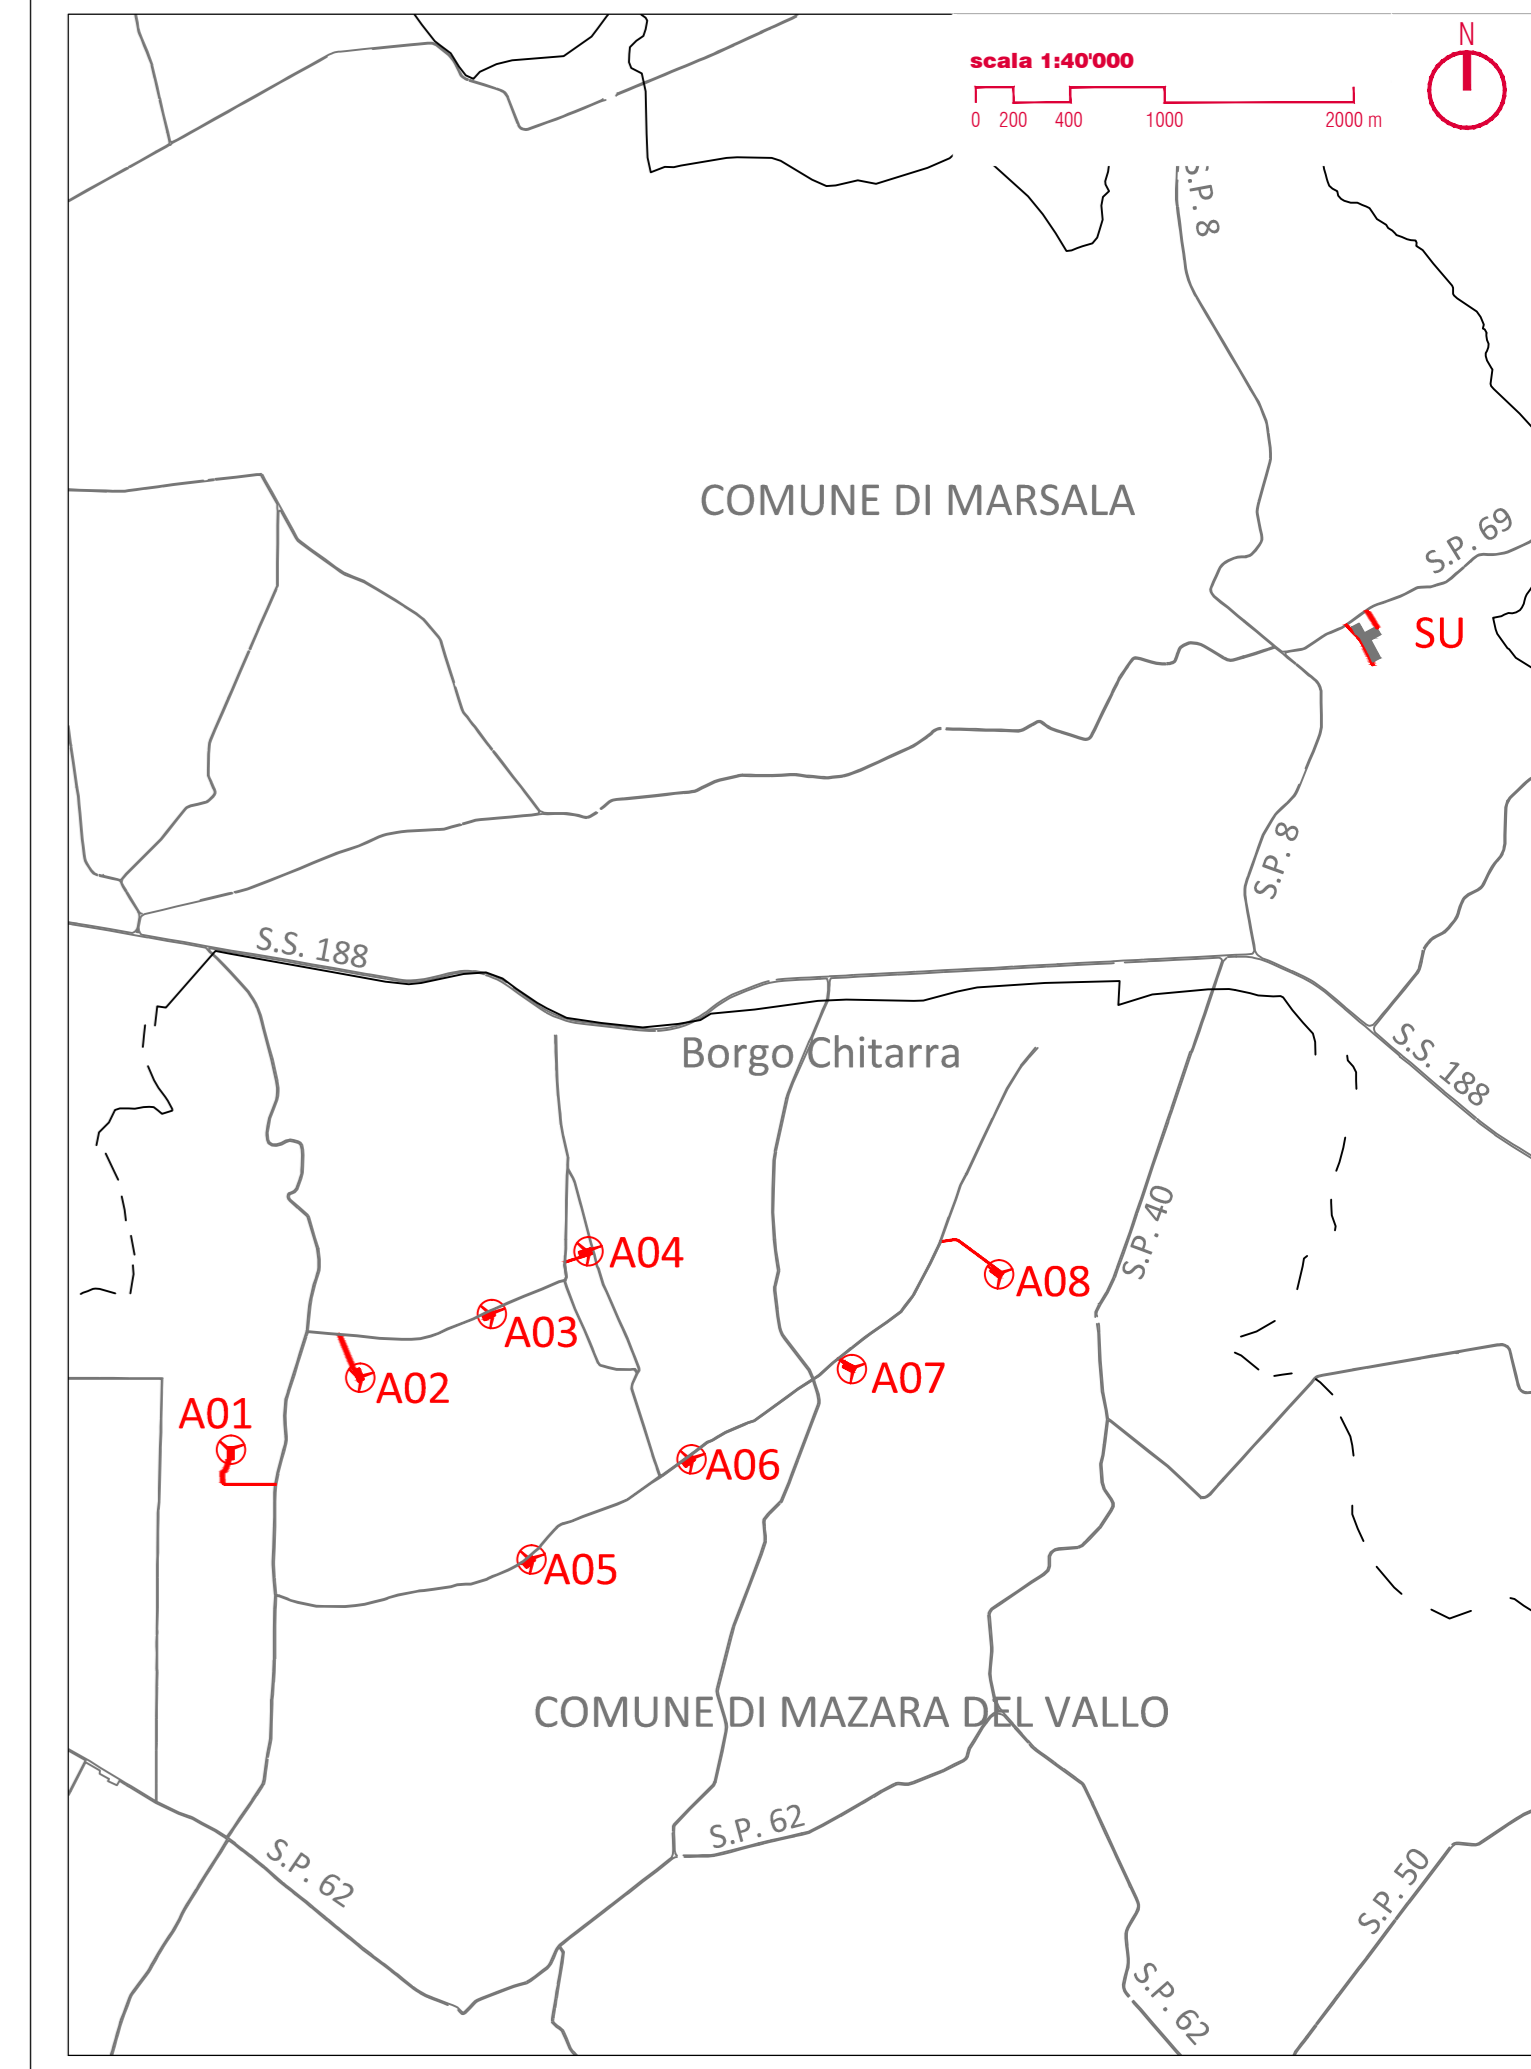 N
scala 1:40'000
0 200 400 1000 2000 m
S.P. 8
COMUNE DI MARSALA
S.P. 69
SU
S.P. 8
S.S. 188
Borgo Chitarra
S.S. 188
S.P. 40
A04
A08
A03
A07
A02
A01
A06
A05
COMUNE DI MAZARA DEL VALLO
S.P. 62
S.P. 62
S.P. 50
S.P. 62